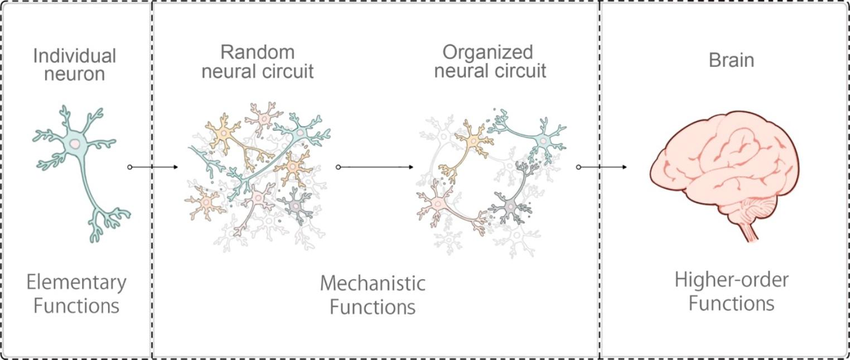 Individual
neuron
Random
neural circuit
Organized
neural circuit
Brain
Elementary
Functions
Mechanistic
Functions
Higher-order
Functions